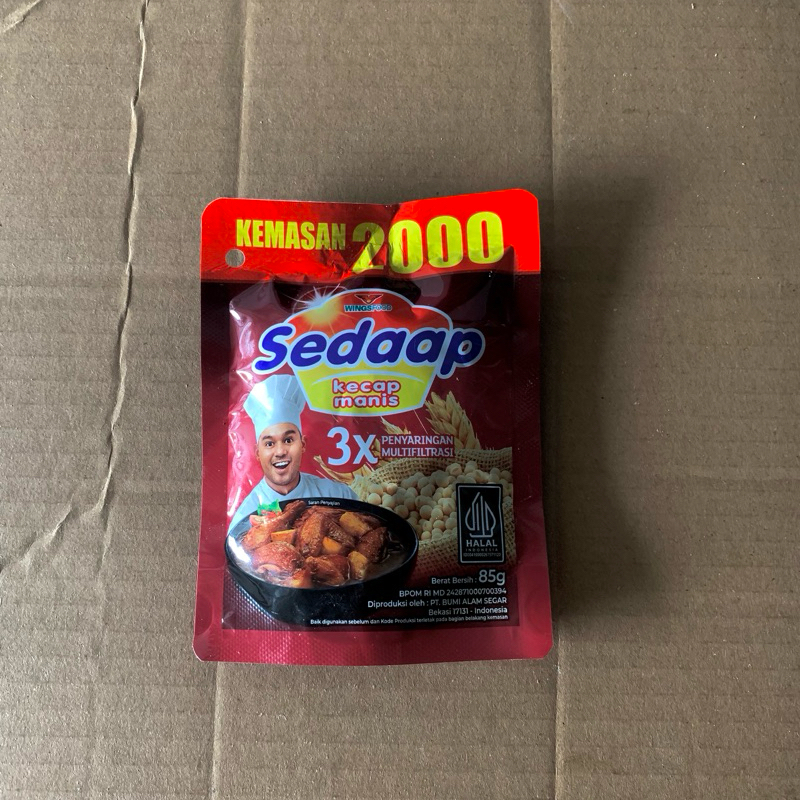 KEMASAN 2000
WINGSFOOD
Sedaap
kecap
manis
3x PENYARINGAN
MULTIFILTRASI
Saran Penyajian
HALAL
INDONESIA
Berat Bersih : 85g
BPOM RI MD 242871000700394
Diproduksi oleh : PT. BUMI ALAM SEGAR
Bekasi 17131 - Indonesia
Baik digunakan sebelum dan Kode Produksi terletak pada bagian belakang kemasan